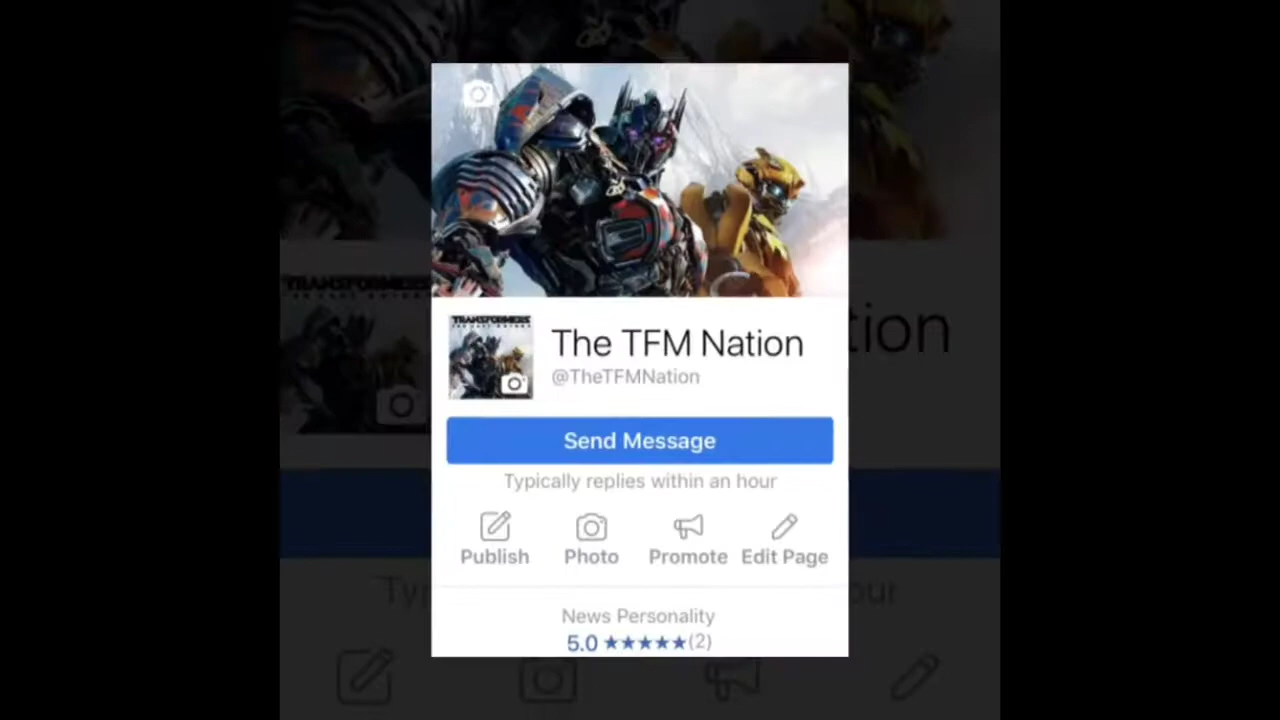 TRANSFORMERS
The TFM Nation
@TheTFMNation
Send Message
Typically replies within an hour
Publish Photo Promote Edit Page
News Personality
5.0 ★★★★★(2)